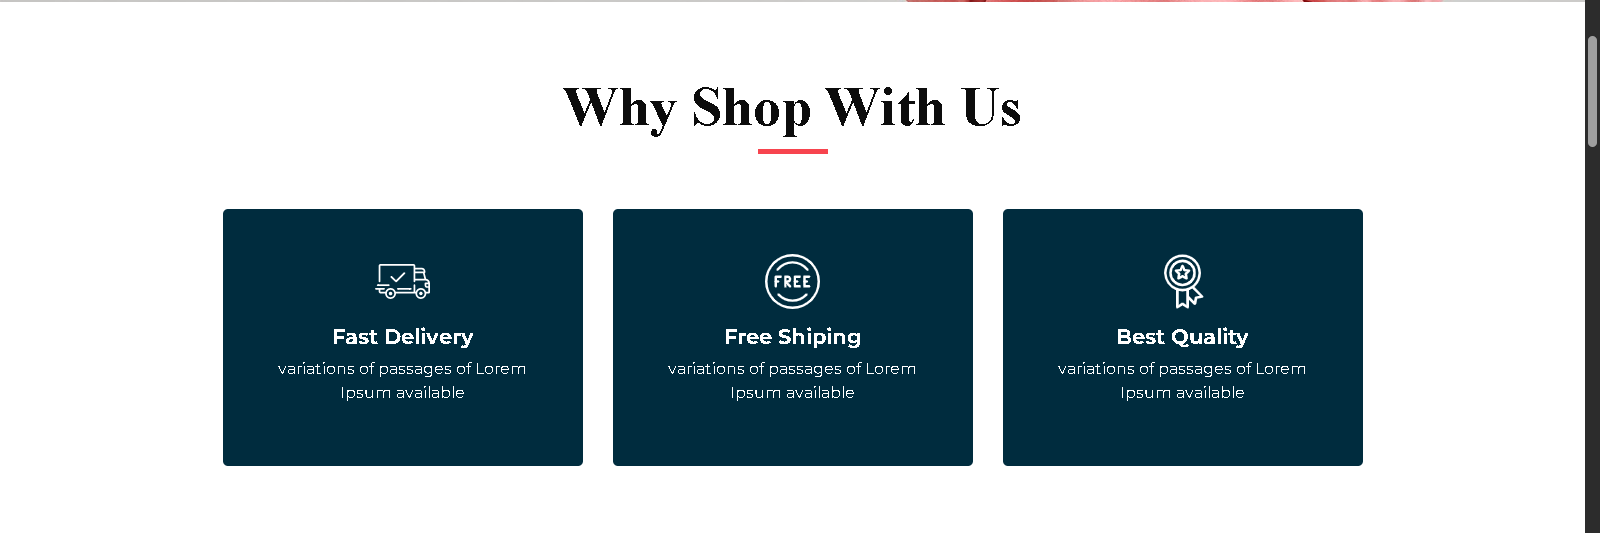 Why Shop With Us
FREE
Fast Delivery
variations of passages of Lorem
Ipsum available
Free Shiping
variations of passages of Lorem
Ipsum available
Best Quality
variations of passages of Lorem
Ipsum available